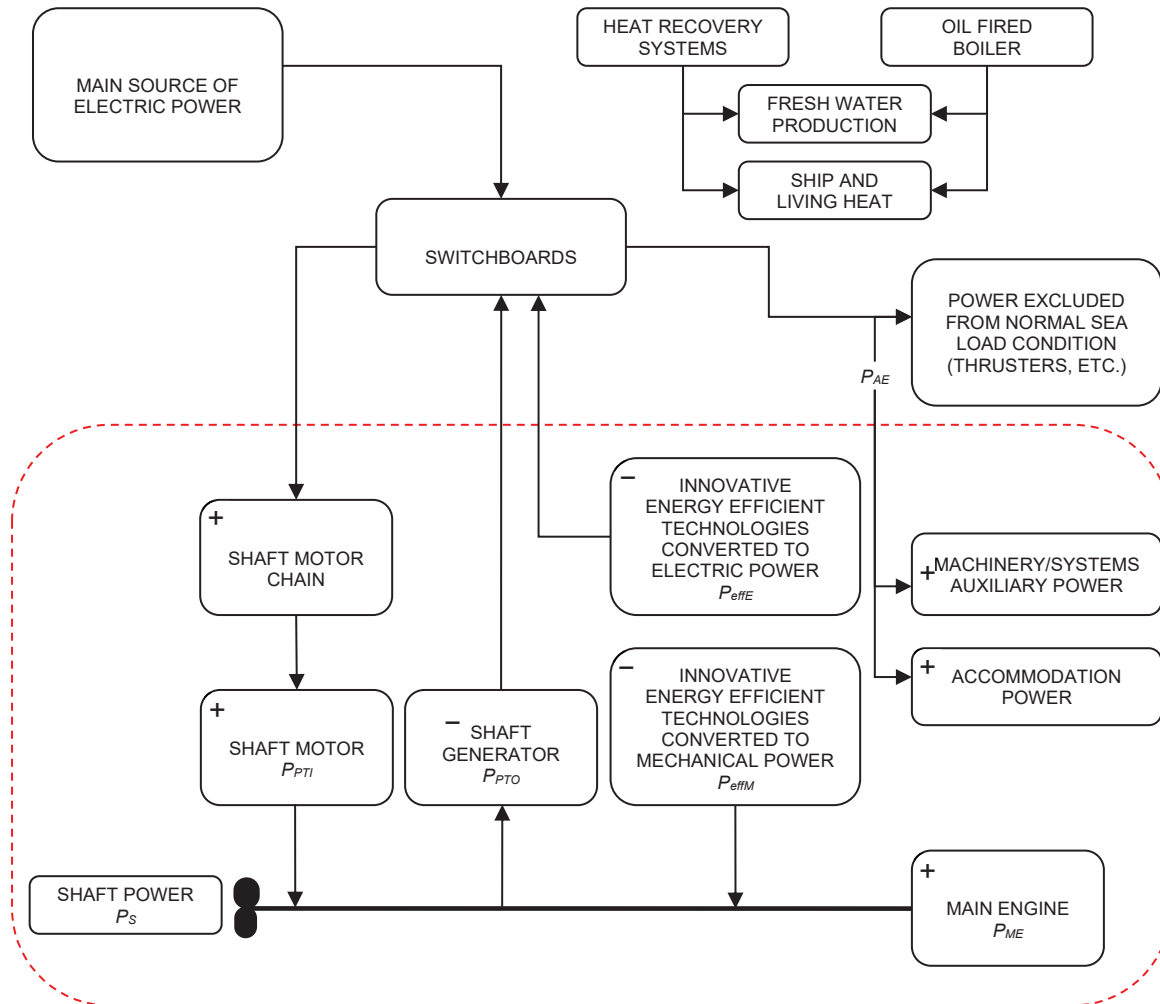 MAIN SOURCE OF
ELECTRIC POWER
HEAT RECOVERY
SYSTEMS
OIL FIRED
BOILER
FRESH WATER
PRODUCTION
SHIP AND
LIVING HEAT
SWITCHBOARDS
POWER EXCLUDED
FROM NORMAL SEA
LOAD CONDITION
(THRUSTERS, ETC.)
PAE
+
SHAFT MOTOR
CHAIN
−
INNOVATIVE
ENERGY EFFICIENT
TECHNOLOGIES
CONVERTED TO
ELECTRIC POWER
PeffE
+
MACHINERY/SYSTEMS
AUXILIARY POWER
+
ACCOMMODATION
POWER
+
SHAFT MOTOR
PPTI
−
SHAFT
GENERATOR
PPTO
−
INNOVATIVE
ENERGY EFFICIENT
TECHNOLOGIES
CONVERTED TO
MECHANICAL POWER
PeffM
SHAFT POWER
PS
+
MAIN ENGINE
PME